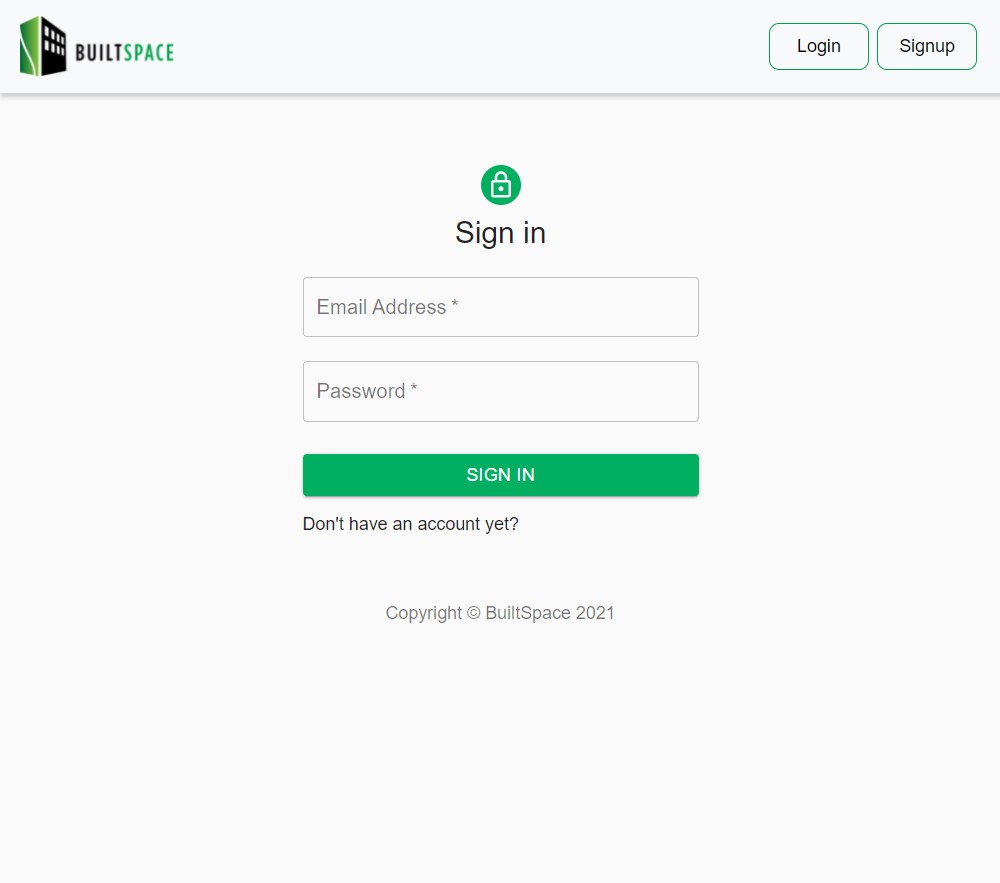 BUILTSPACE
Login
Signup
Sign in
Email Address *
Password *
SIGN IN
Don't have an account yet?
Copyright © BuiltSpace 2021